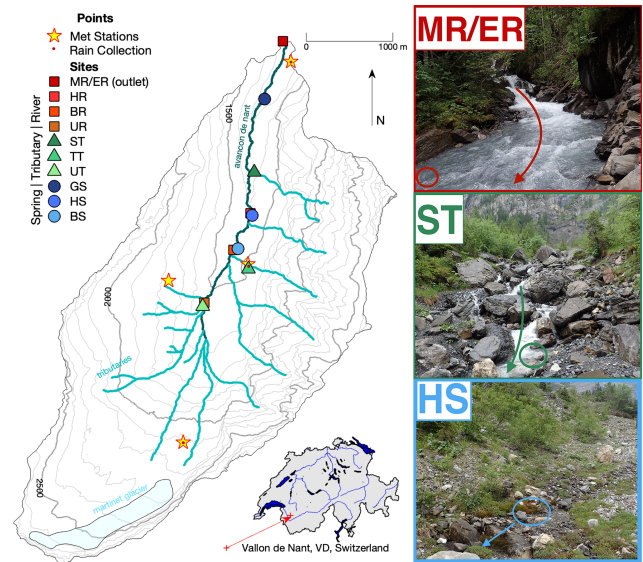 Points
Met Stations
Rain Collection
Sites
MR/ER (outlet)
HR
BR
UR
ST
TT
UT
GS
HS
BS
Spring | Tributary | River
0
1000 m
N
1500
avancon de nant
2000
tributaries
2500
martinet glacier
Vallon de Nant, VD, Switzerland
MR/ER
ST
HS